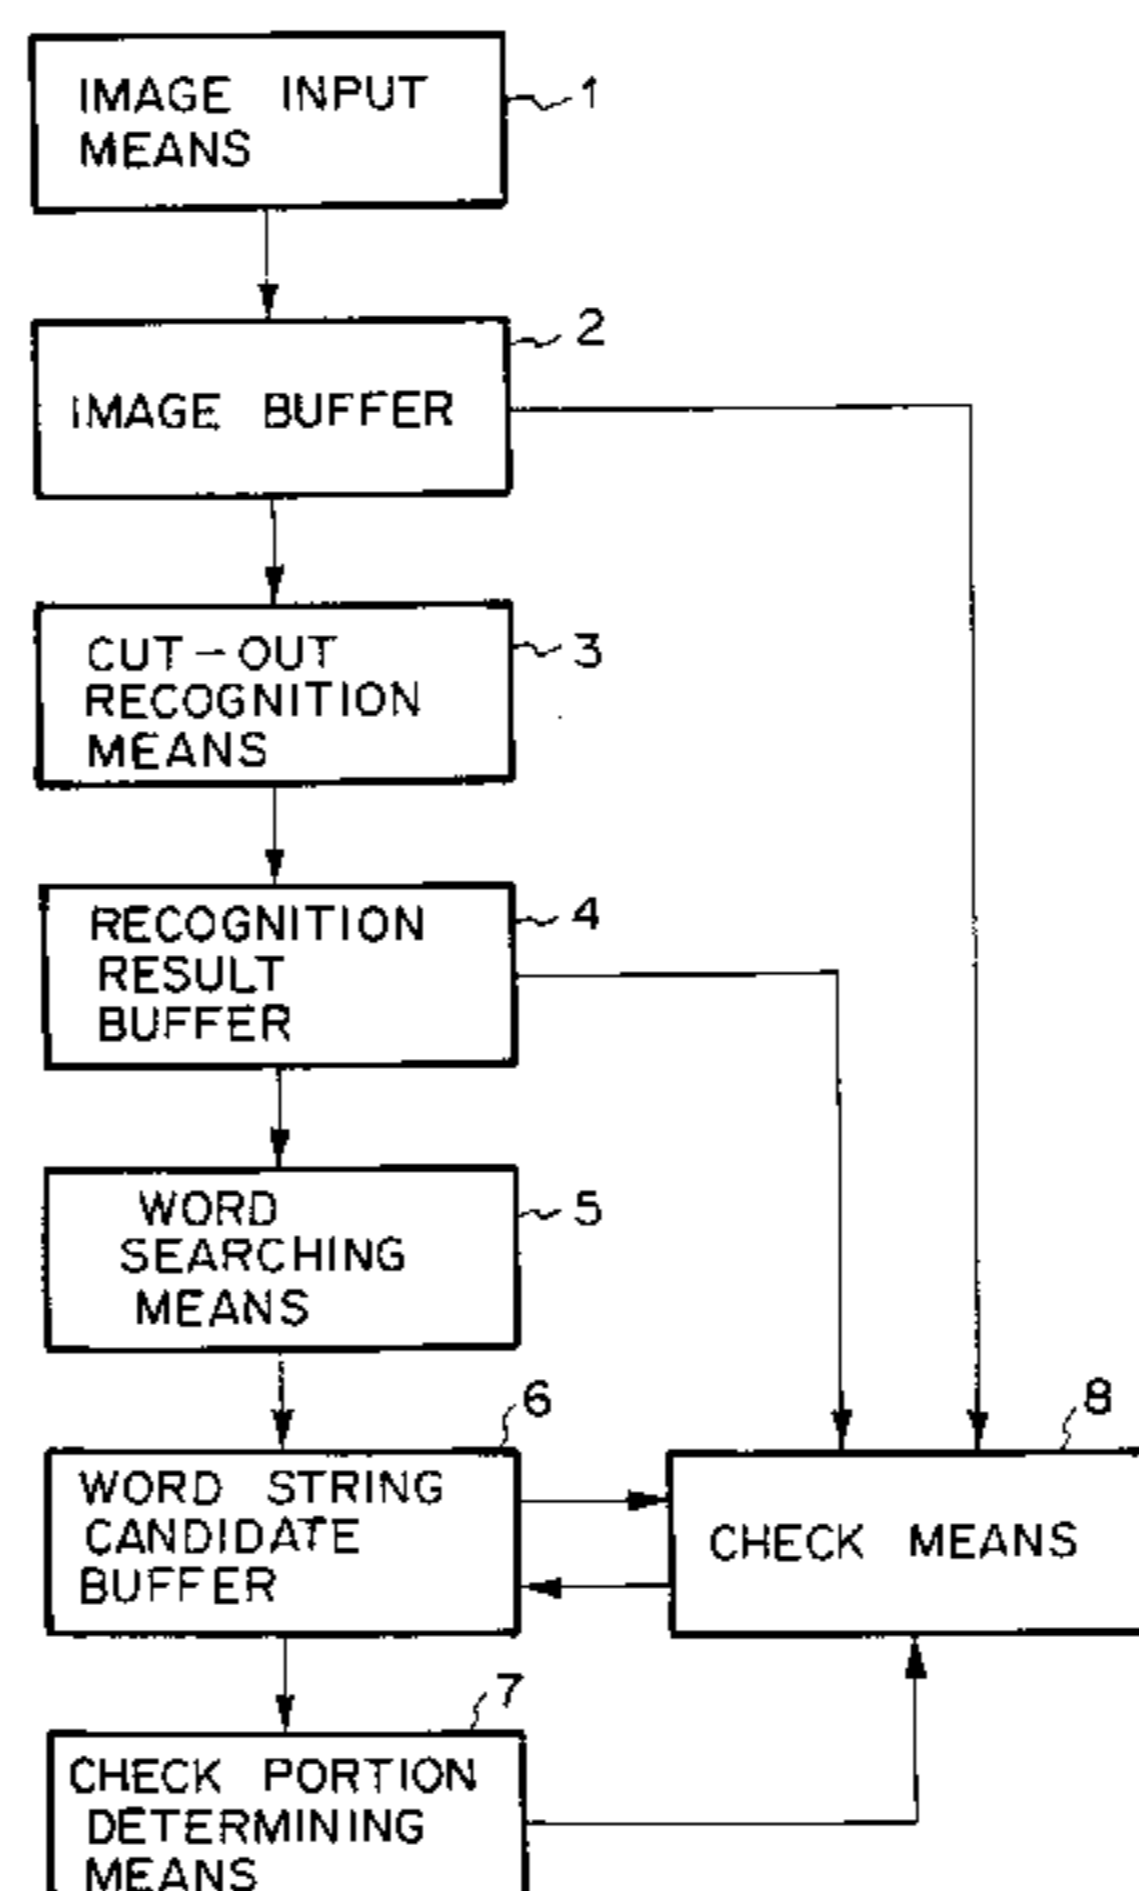 IMAGE INPUT
MEANS
1
IMAGE BUFFER
2
CUT-OUT
RECOGNITION
MEANS
3
RECOGNITION
RESULT
BUFFER
4
WORD
SEARCHING
MEANS
5
WORD STRING
CANDIDATE
BUFFER
6
CHECK MEANS
8
CHECK PORTION
DETERMINING
MEANS
7